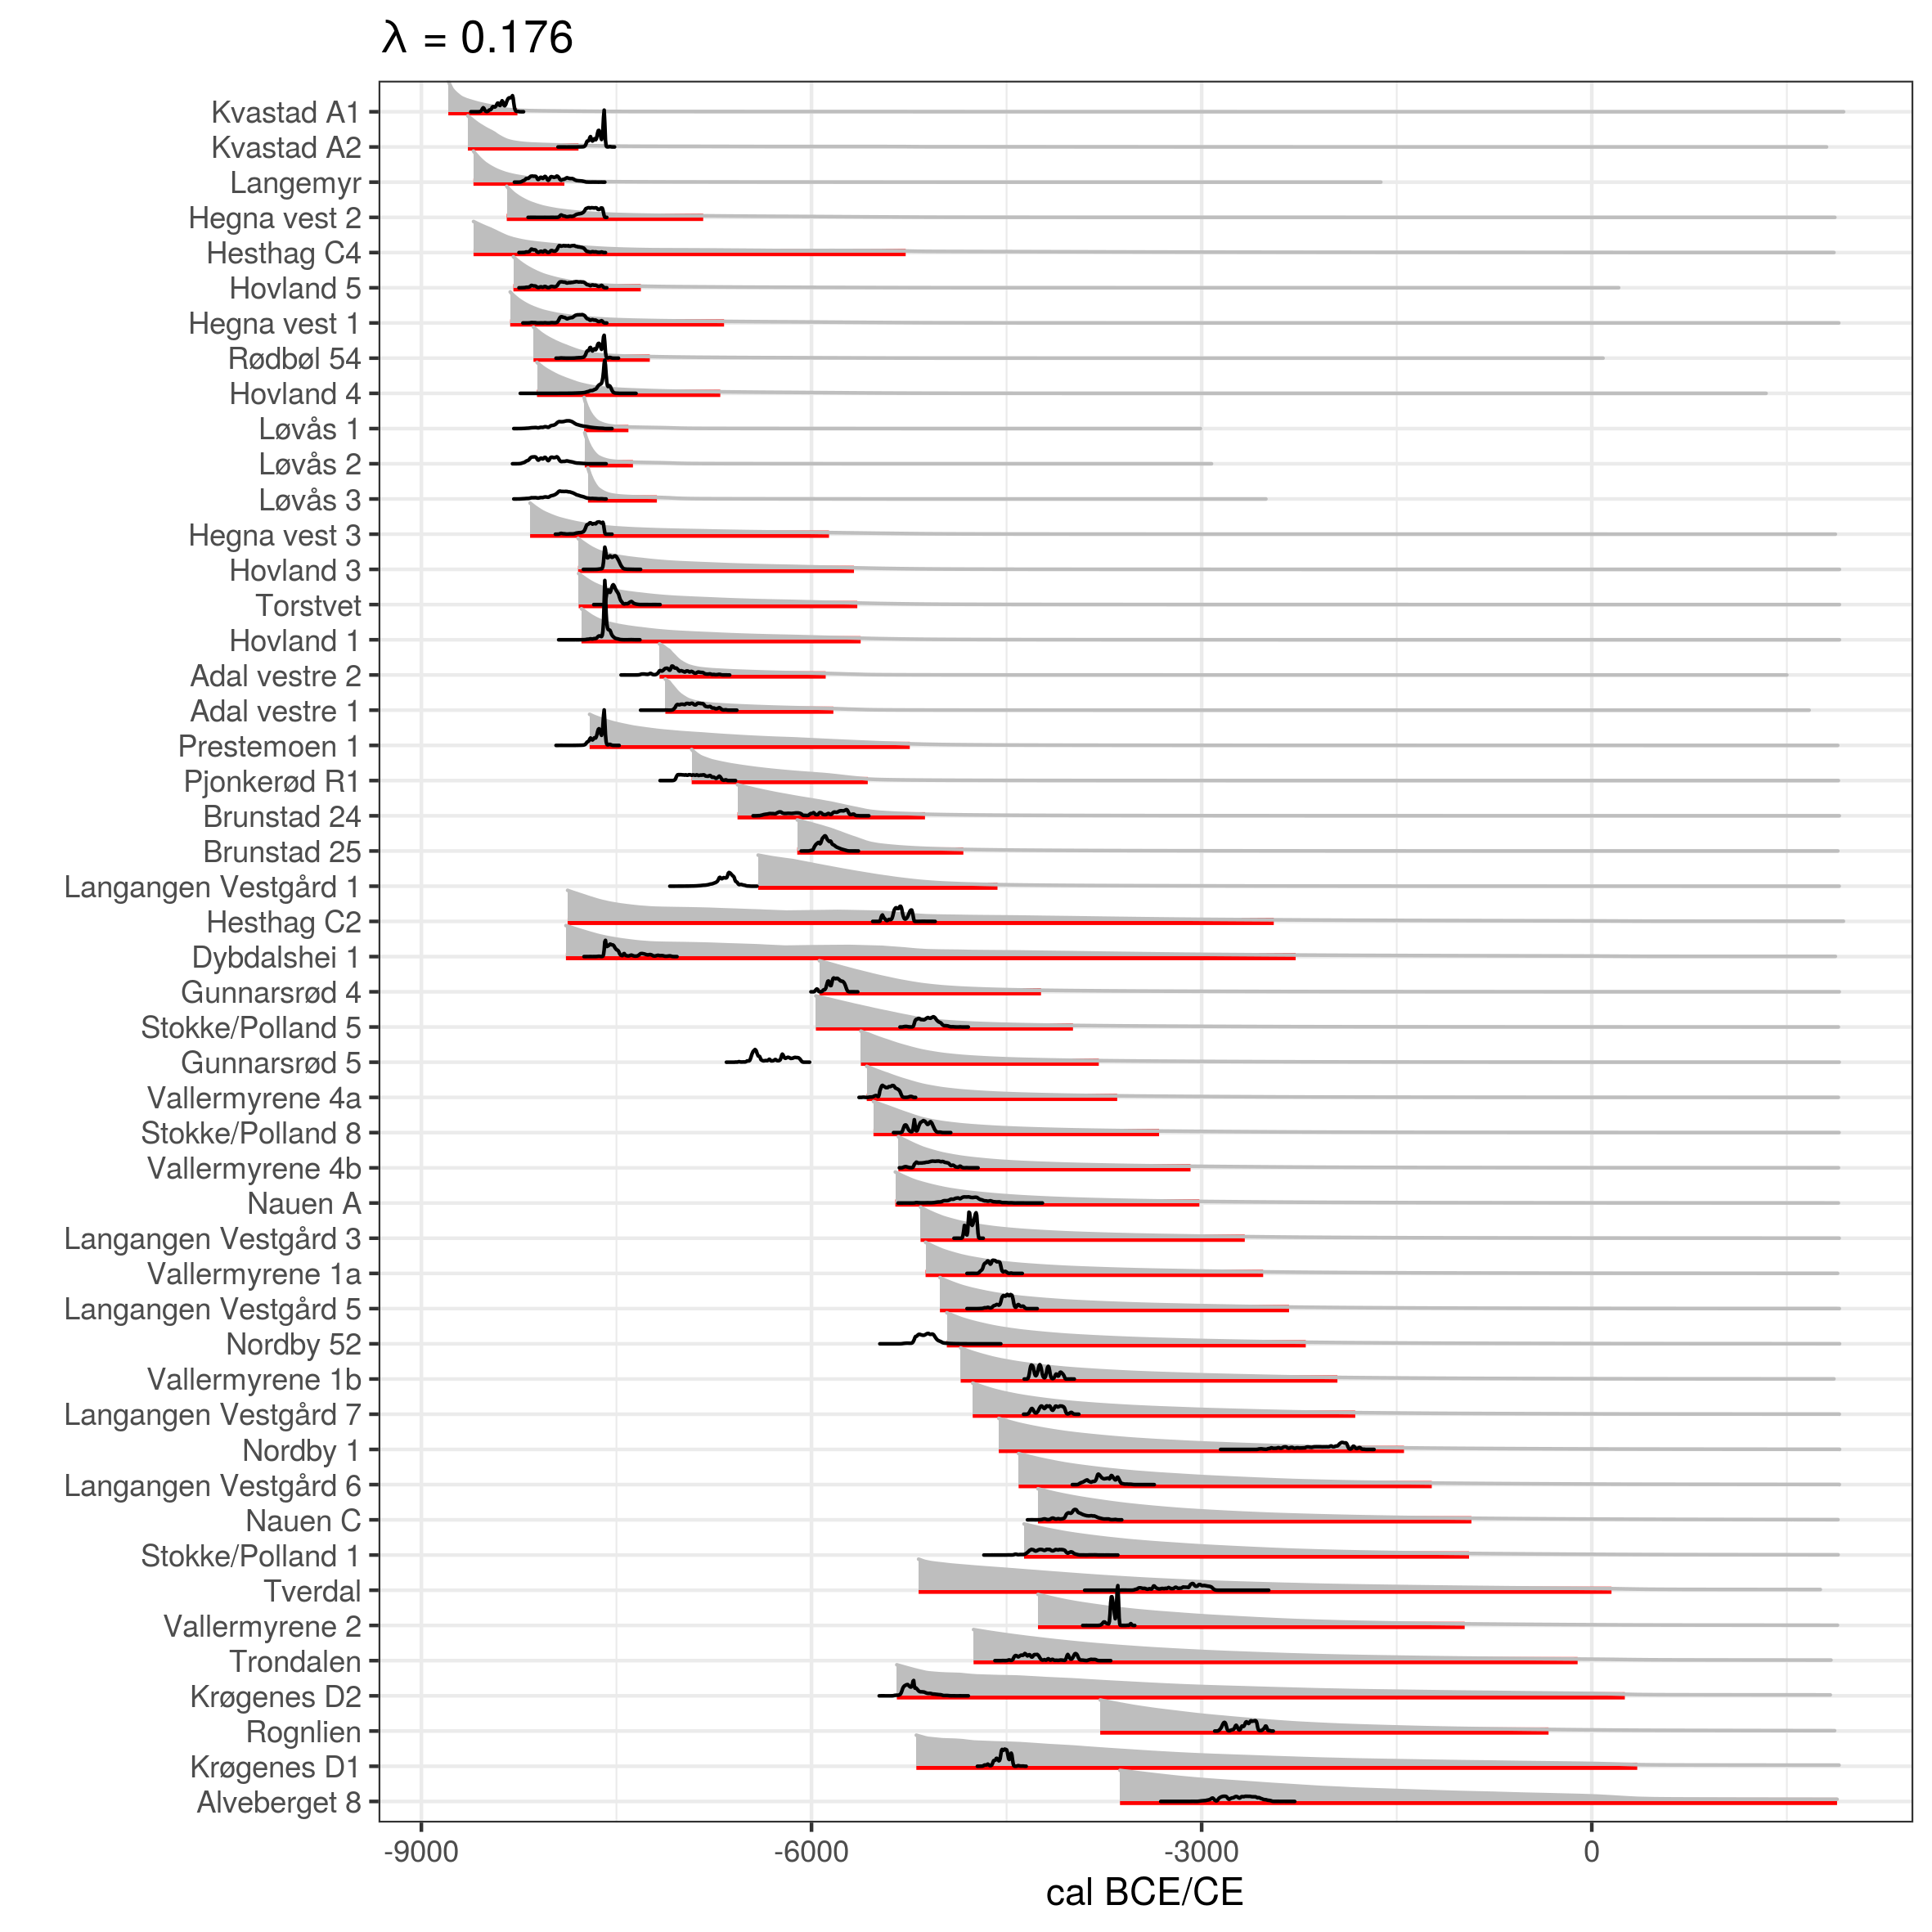 λ = 0.176
Kvastad A1
Kvastad A2
Langemyr
Hegna vest 2
Hesthag C4
Hovland 5
Hegna vest 1
Rødbøl 54
Hovland 4
Løvås 1
Løvås 2
Løvås 3
Hegna vest 3
Hovland 3
Torstvet
Hovland 1
Adal vestre 2
Adal vestre 1
Prestemoen 1
Pjonkerød R1
Brunstad 24
Brunstad 25
Langangen Vestgård 1
Hesthag C2
Dybdalshei 1
Gunnarsrød 4
Stokke/Polland 5
Gunnarsrød 5
Vallermyrene 4a
Stokke/Polland 8
Vallermyrene 4b
Nauen A
Langangen Vestgård 3
Vallermyrene 1a
Langangen Vestgård 5
Nordby 52
Vallermyrene 1b
Langangen Vestgård 7
Nordby 1
Langangen Vestgård 6
Nauen C
Stokke/Polland 1
Tverdal
Vallermyrene 2
Trondalen
Krøgenes D2
Rognlien
Krøgenes D1
Alveberget 8
-9000 -6000 -3000 0
cal BCE/CE